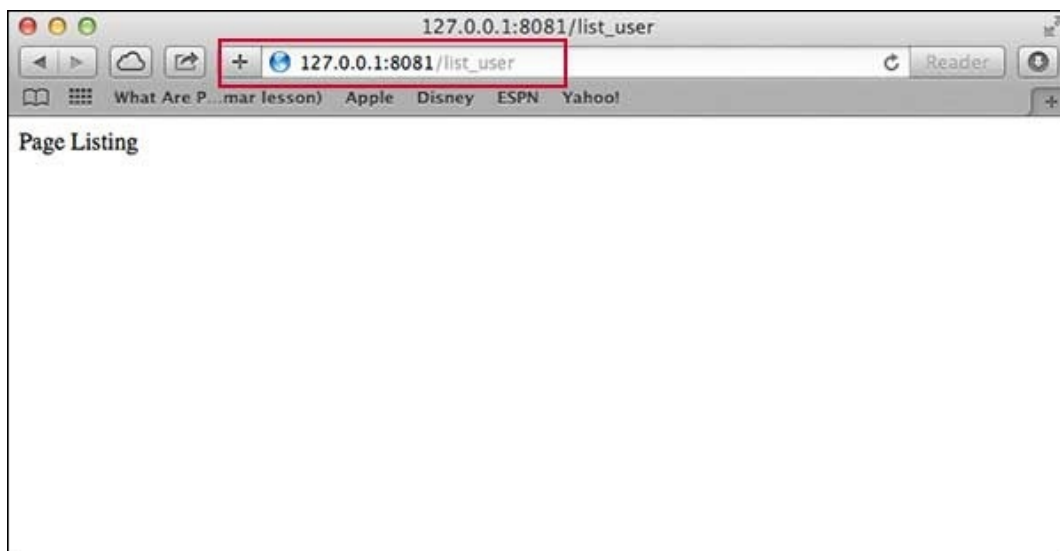 127.0.0.1:8081/list_user
127.0.0.1:8081/list_user
Reader
What Are P...mar lesson) Apple Disney ESPN Yahoo!
Page Listing